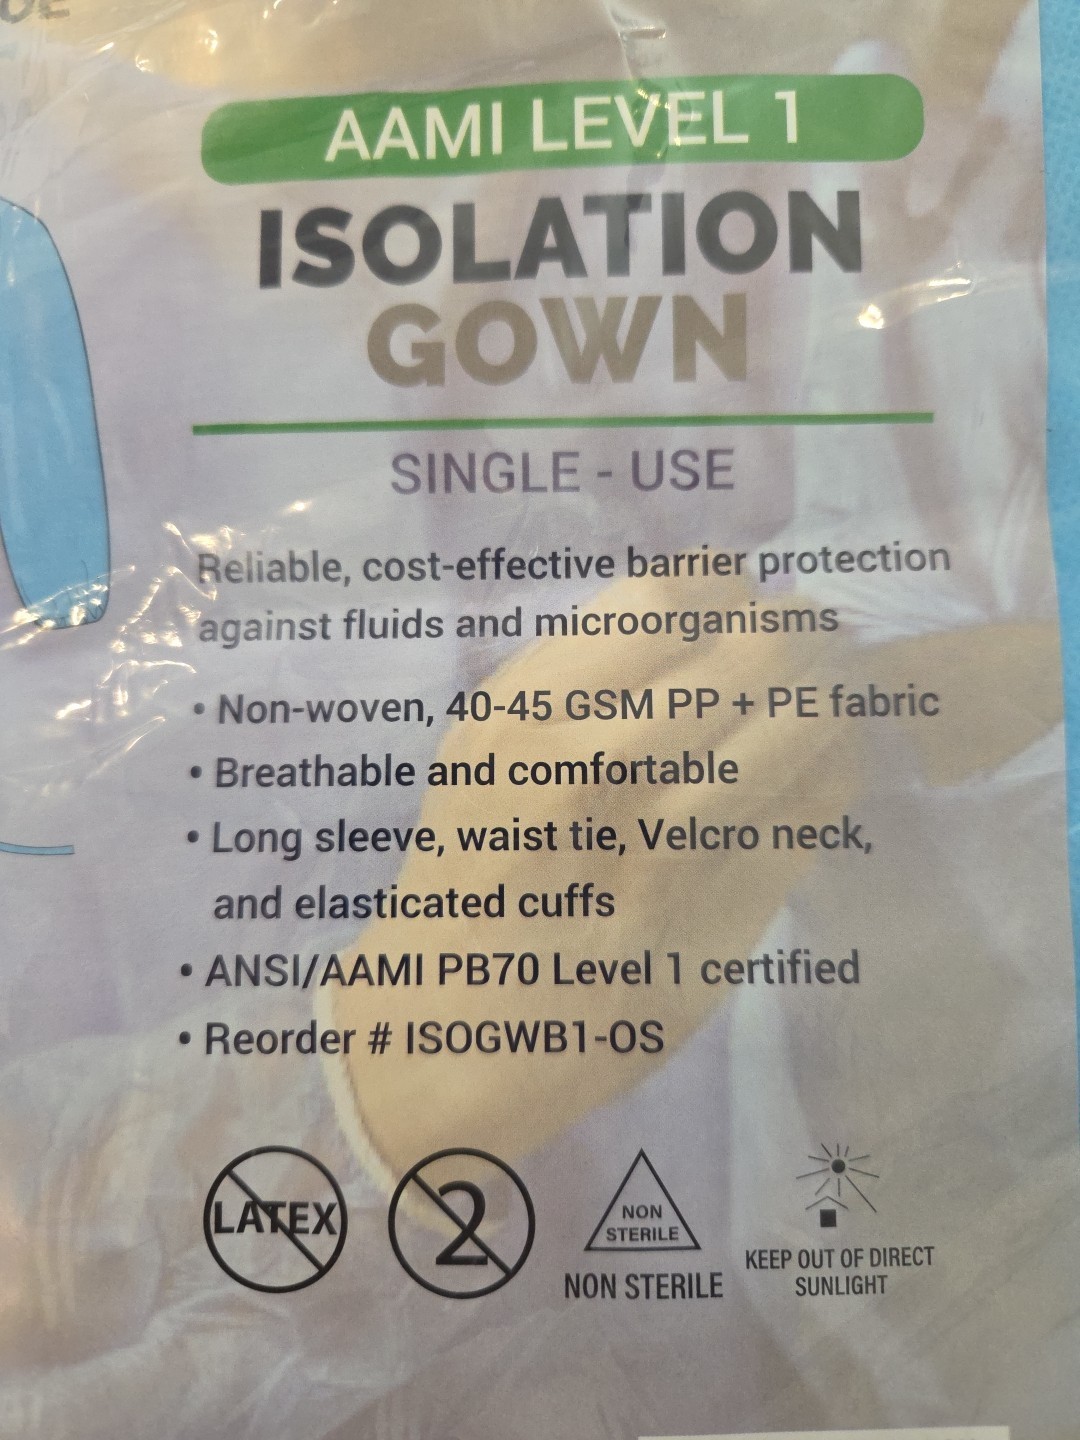 AAMI LEVEL 1
ISOLATION
GOWN
SINGLE - USE
Reliable, cost-effective barrier protection
against fluids and microorganisms
• Non-woven, 40-45 GSM PP + PE fabric
• Breathable and comfortable
• Long sleeve, waist tie, Velcro neck,
and elasticated cuffs
• ANSI/AAMI PB70 Level 1 certified
• Reorder # ISOGWB1-OS
LATEX
2
NON
STERILE
NON STERILE
KEEP OUT OF DIRECT
SUNLIGHT